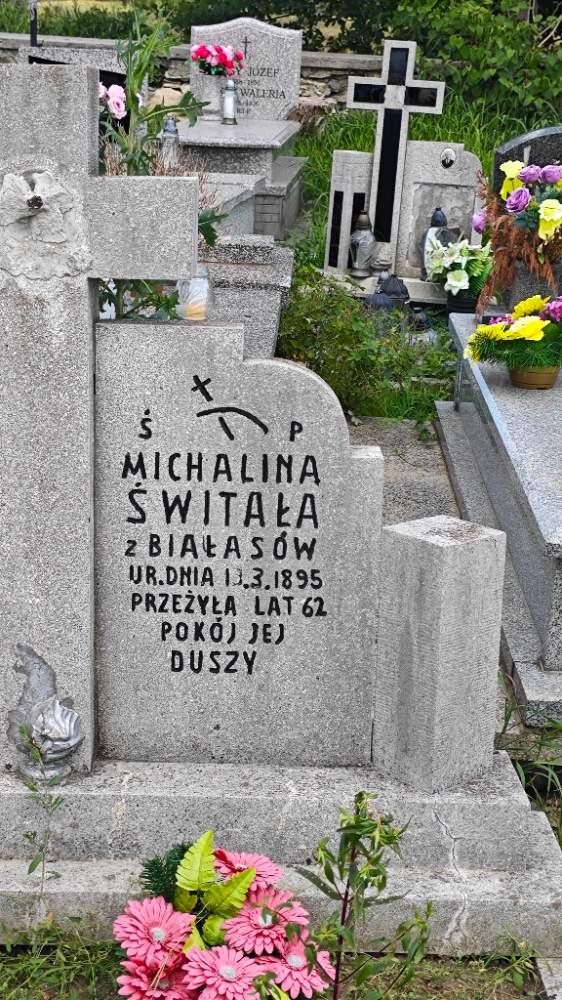 JÓZEF
WALERIA
Ś P
MICHALINA
ŚWITAŁA
z BIAŁASÓW
UR. DNIA 13.3.1895
PRZEŻYŁA LAT 62
POKÓJ JEJ
DUSZY